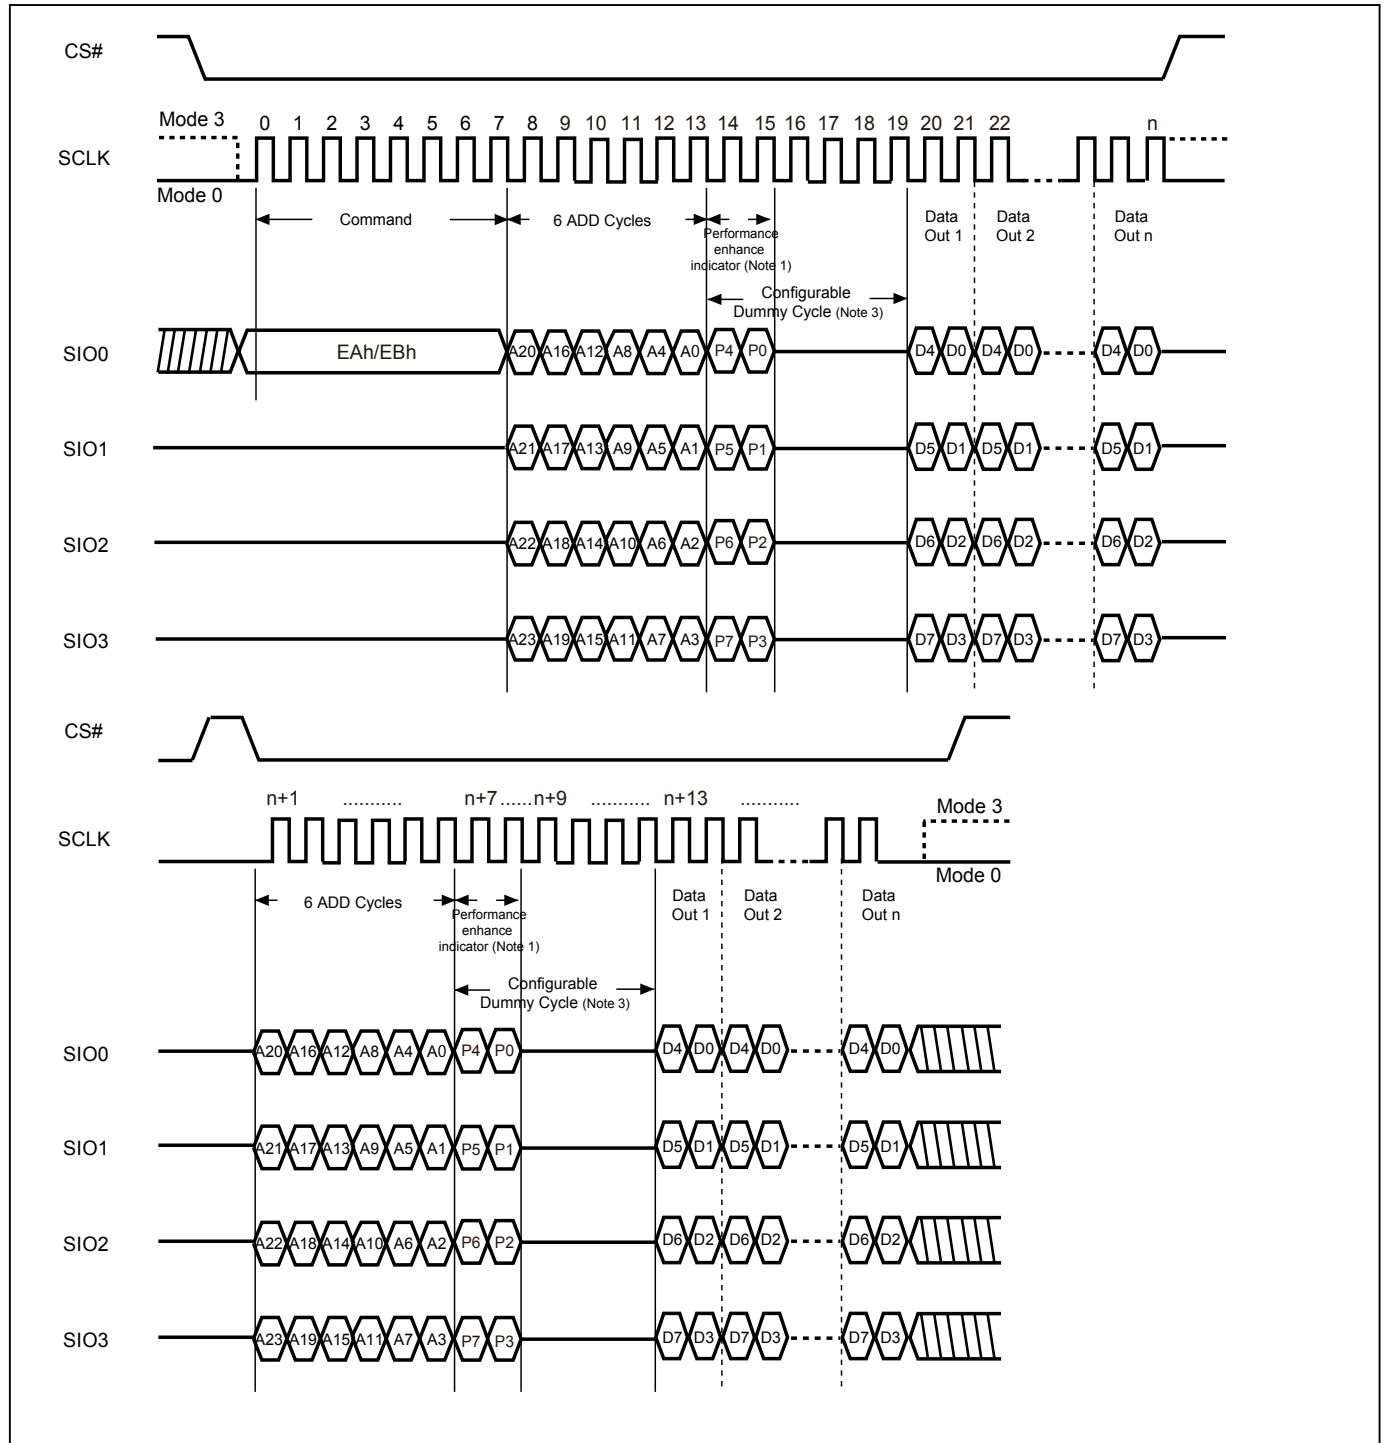 CS#
Mode 3
0 1 2 3 4 5 6 7 8 9 10 11 12 13 14 15 16 17 18 19 20 21 22 n
SCLK
Mode 0
Command
6 ADD Cycles
Performance
enhance
indicator (Note 1)
Data
Out 1
Data
Out 2
Data
Out n
Configurable
Dummy Cycle (Note 3)
SIO0 EAh/EBh A20 A16 A12 A8 A4 A0 P4 P0 D4 D0 D4 D0 D4 D0
SIO1 A21 A17 A13 A9 A5 A1 P5 P1 D5 D1 D5 D1 D5 D1
SIO2 A22 A18 A14 A10 A6 A2 P6 P2 D6 D2 D6 D2 D6 D2
SIO3 A23 A19 A15 A11 A7 A3 P7 P3 D7 D3 D7 D3 D7 D3
CS#
n+1 ........... n+7 ...... n+9 ........... n+13 ...........
Mode 3
SCLK
Mode 0
6 ADD Cycles
Performance
enhance
indicator (Note 1)
Data
Out 1
Data
Out 2
Data
Out n
Configurable
Dummy Cycle (Note 3)
SIO0 A20 A16 A12 A8 A4 A0 P4 P0 D4 D0 D4 D0 D4 D0
SIO1 A21 A17 A13 A9 A5 A1 P5 P1 D5 D1 D5 D1 D5 D1
SIO2 A22 A18 A14 A10 A6 A2 P6 P2 D6 D2 D6 D2 D6 D2
SIO3 A23 A19 A15 A11 A7 A3 P7 P3 D7 D3 D7 D3 D7 D3